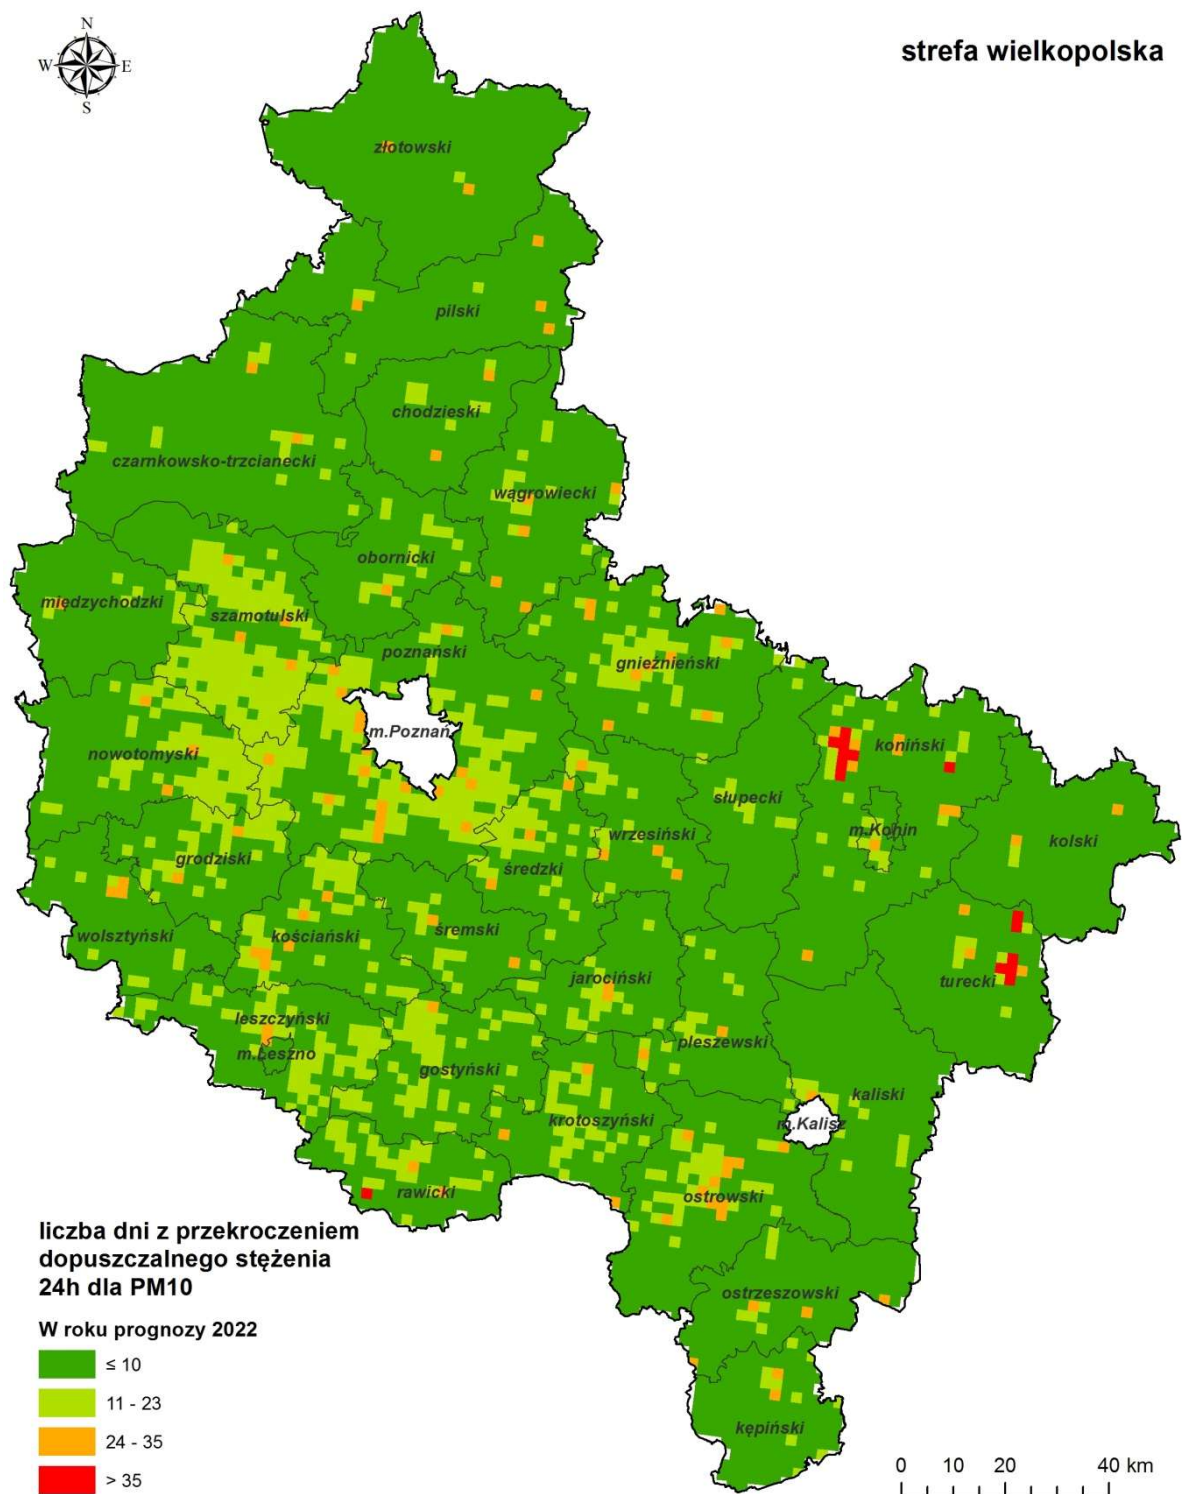 N
W E
S
strefa wielkopolska
złotowski
pilski
chodzieski
czarnkowsko-trzcianecki
wągrowiecki
obornicki
międzychodzki
szamotulski
poznański
gnieźnieński
m.Poznań
nowotomyski
koniński
słupecki
wrzesiński
m.Konin
kolski
grodziski
średzki
wolsztyński
kościański
śremski
jarociński
turecki
leszczyński
m.Leszno
gostyński
pleszewski
kaliski
krotoszyński
m.Kalisz
rawicki
ostrowski
ostrzeszowski
kępiński
liczba dni z przekroczeniem
dopuszczalnego stężenia
24h dla PM10
W roku prognozy 2022
≤ 10
11 - 23
24 - 35
> 35
0 10 20 40 km